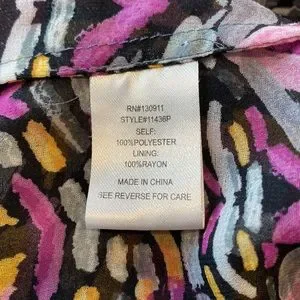 RN#130911
STYLE#11436P
SELF:
100%POLYESTER
LINING:
100%RAYON
MADE IN CHINA
SEE REVERSE FOR CARE